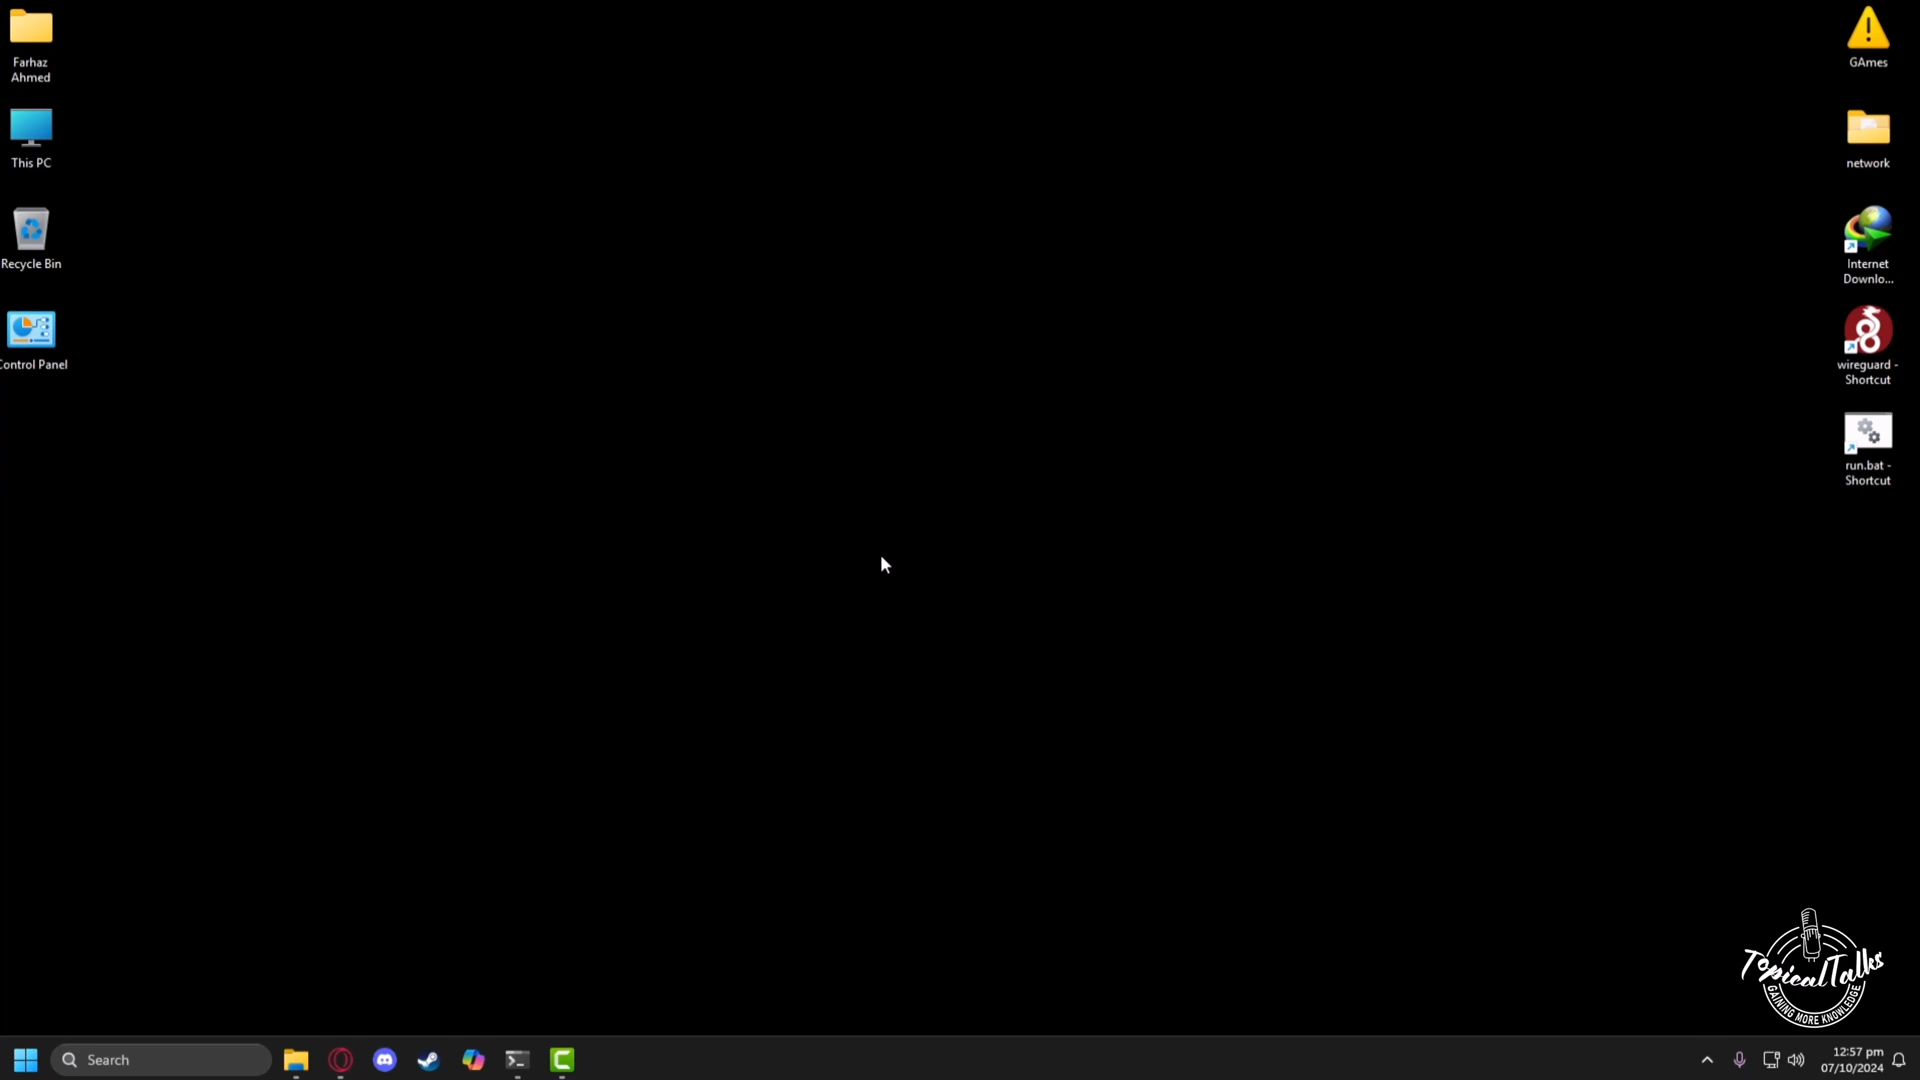 Farhaz
Ahmed
This PC
Recycle Bin
Control Panel
GAmes
network
Internet
Downlo...
wireguard -
Shortcut
run.bat -
Shortcut
TopicalTalks
GAINING MORE KNOWLEDGE
Search
12:57 pm
07/10/2024